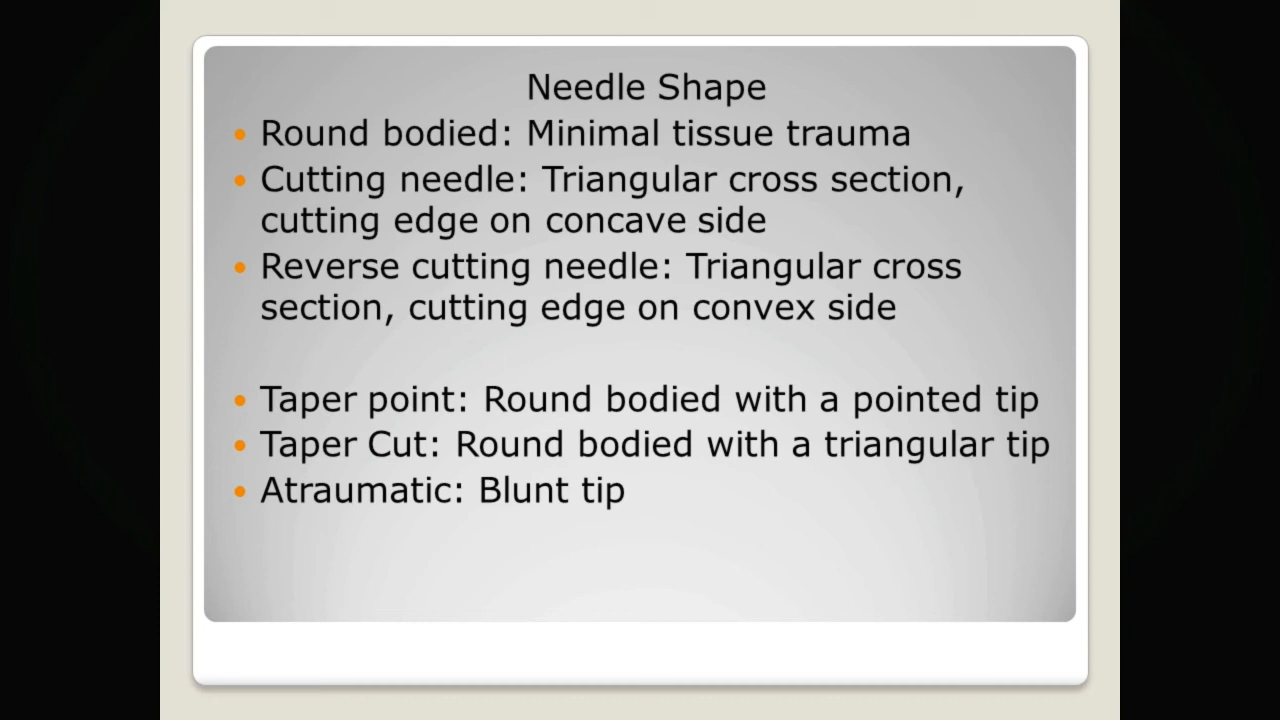 Needle Shape
• Round bodied: Minimal tissue trauma
• Cutting needle: Triangular cross section,
cutting edge on concave side
• Reverse cutting needle: Triangular cross
section, cutting edge on convex side
• Taper point: Round bodied with a pointed tip
• Taper Cut: Round bodied with a triangular tip
• Atraumatic: Blunt tip